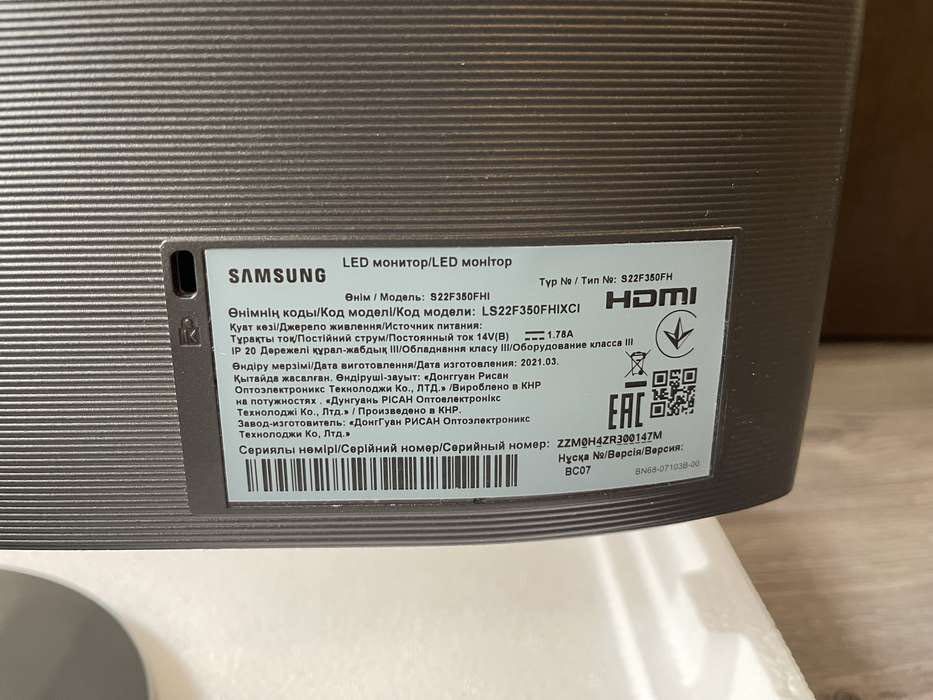 SAMSUNG
LED монитор/LED монітор
Түр № / Тип №: S22F350FH
Өнім / Модель: S22F350FHI
HDMI
Өнімнің коды/Код моделі/Код модели: LS22F350FHIXCI
Қуат көзі/Джерело живлення/Источник питания:
Тұрақты тоқ/Постійний струм/Постоянный ток 14V(В) 1.78A
IP 20 Дәрежелі құрал-жабдық III/Обладнання класу III/Оборудование класса III
Өндіру мерзімі/Дата виготовлення/Дата изготовления: 2021.03.
Қытайда жасалған. Өндіруші-зауыт: «Донггуан Рисан
Оптоэлектроникс Технолоджи Ко., ЛТД.» /Вироблено в КНР
на потужностях . «Дунгуань РІСАН Оптоелектронікс
Технолоджі Ко., Лтд.» / Произведено в КНР.
Завод-изготовитель: «ДонгГуан РИСАН Оптоэлектроникс
Технолоджи Ко, Лтд.»
EAC
Сериялы нөмірі/Серійний номер/Серийный номер: ZZM0H4ZR300147M
Нұсқа №/Версія/Версия:
BC07
BN68-07103B-00